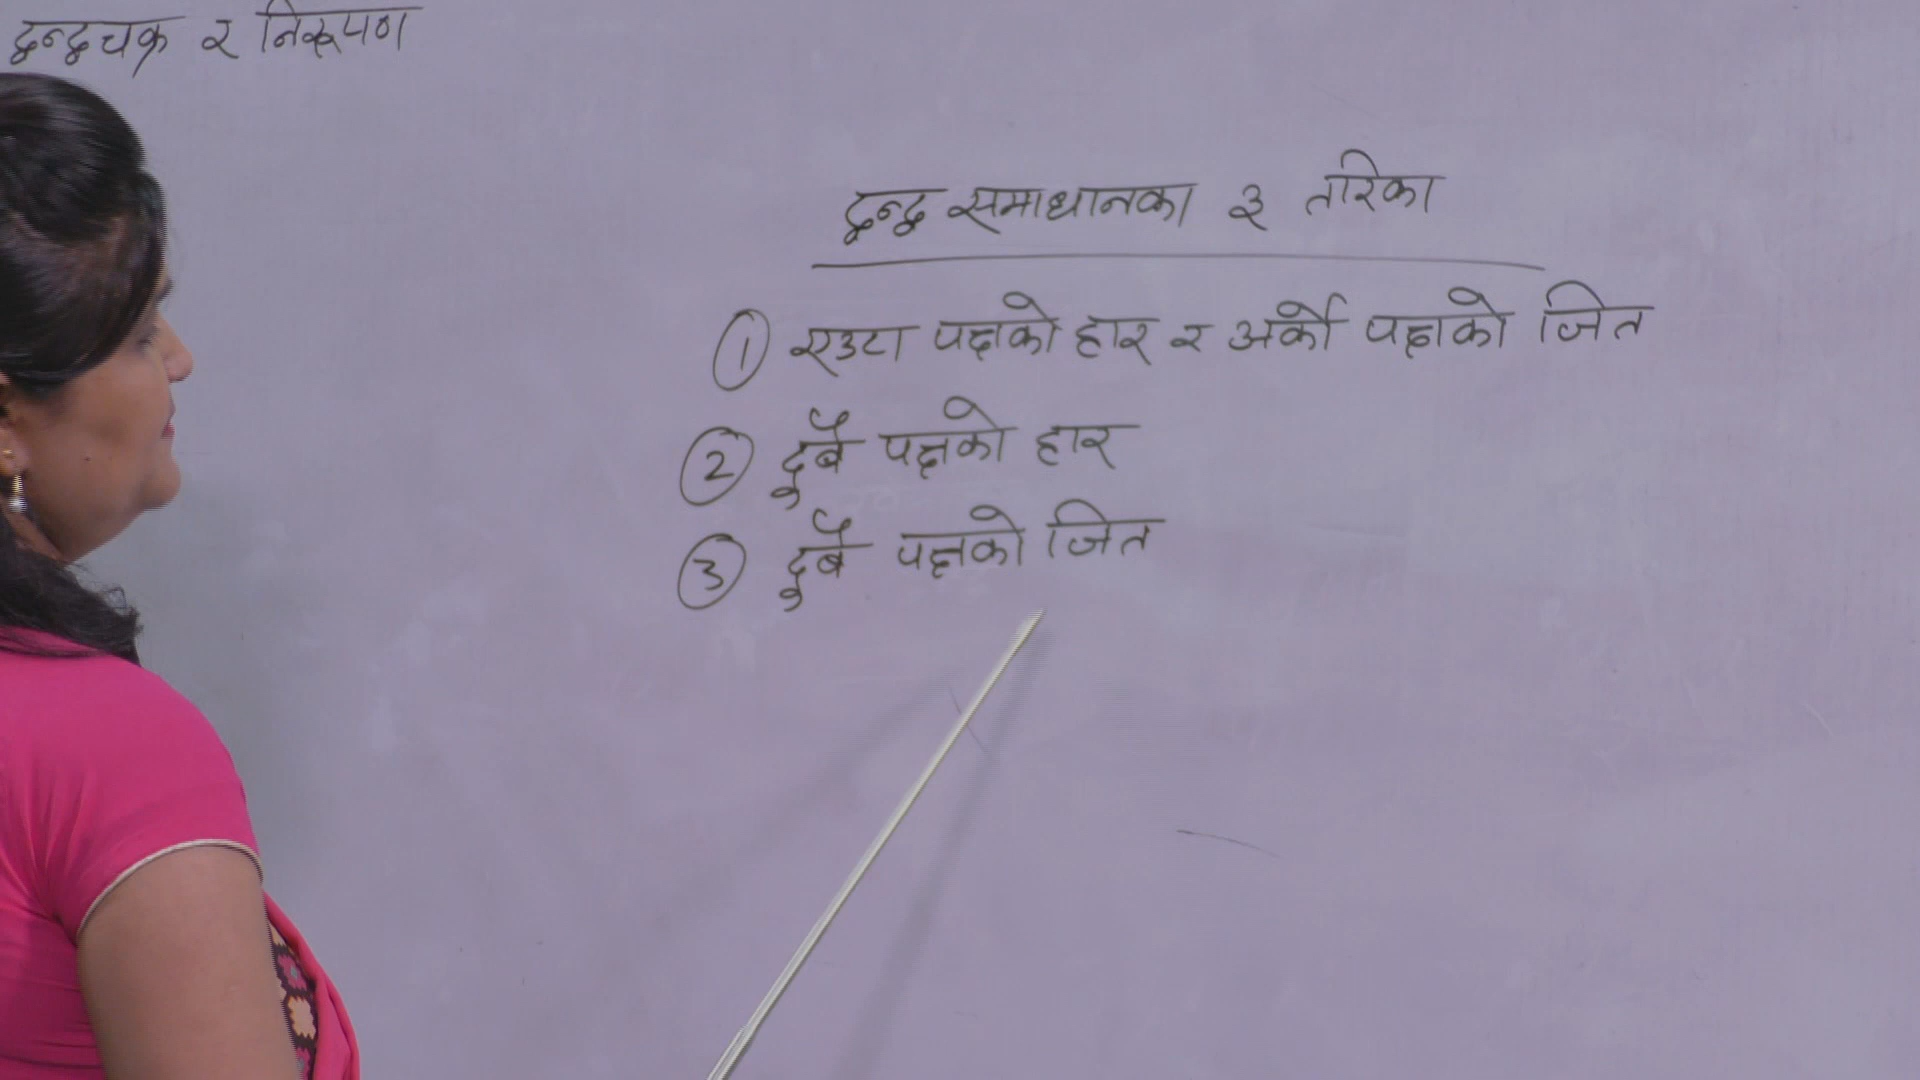 द्वन्द्वचक्र र निरूपण
द्वन्द्व समाधानका ३ तरिका
① एउटा पक्षको हार र अर्को पक्षको जित
② दुबै पक्षको हार
③ दुबै पक्षको जित